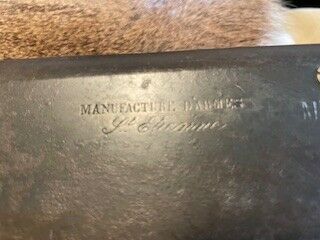 MANUFACTURE D'ARMES
St. Etienne
M